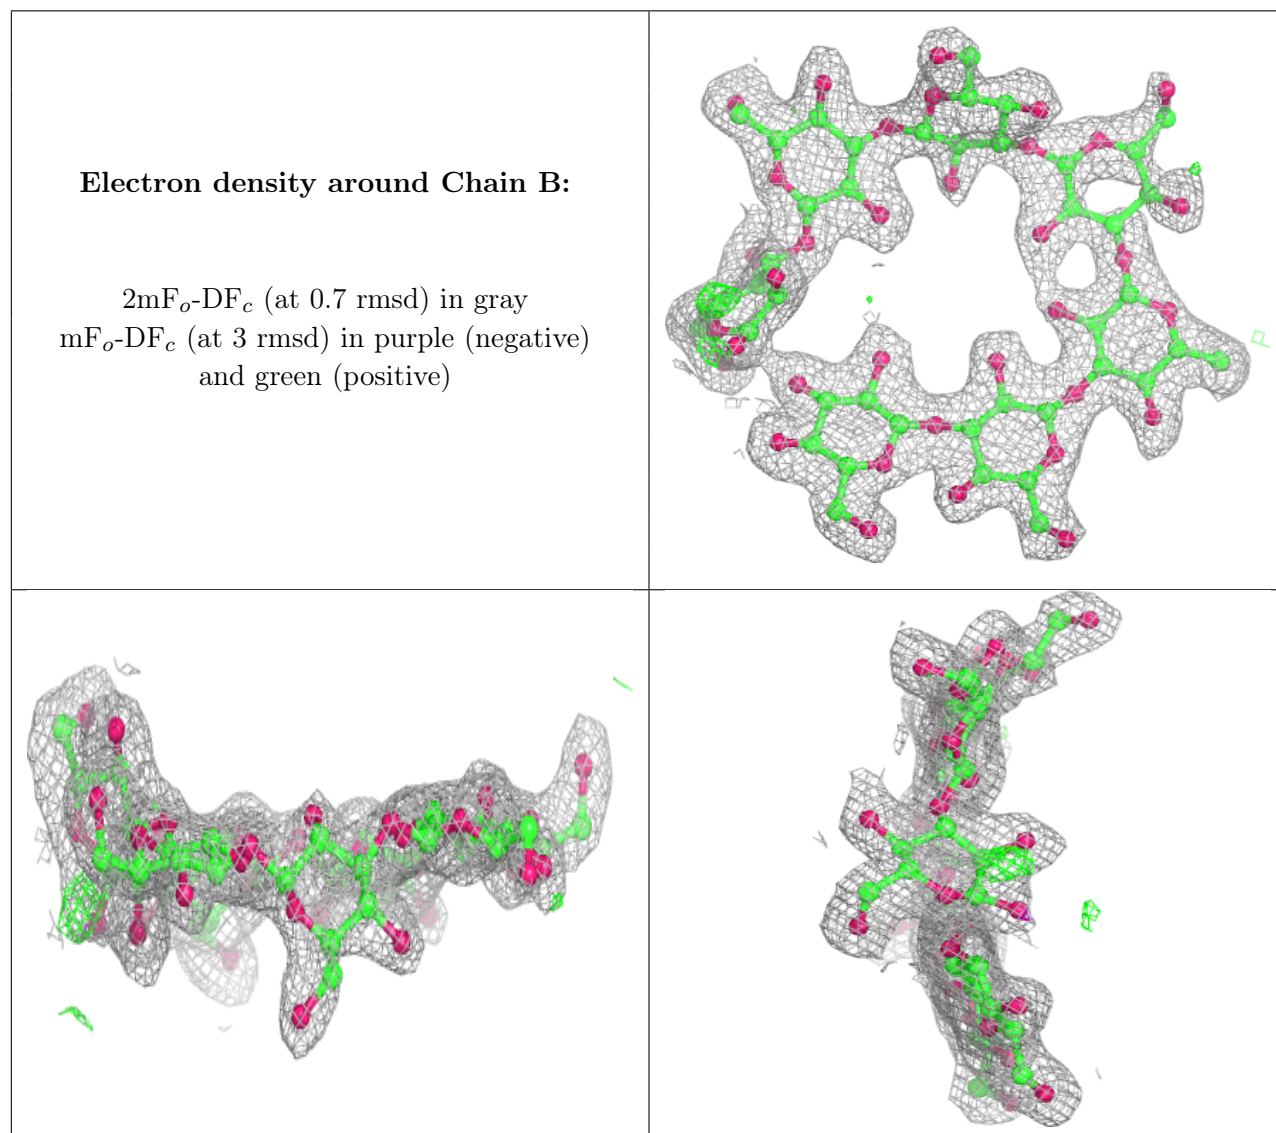 Electron density around Chain B:
2mFₒ-DF𝒸 (at 0.7 rmsd) in gray
mFₒ-DF𝒸 (at 3 rmsd) in purple (negative)
and green (positive)